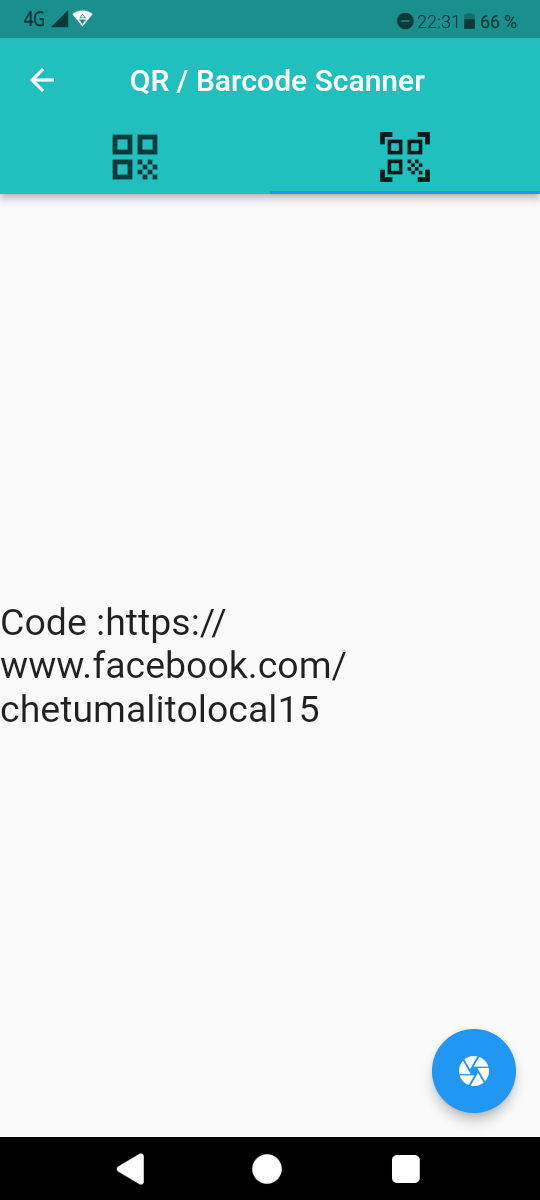 4G 22:31 66 %
QR / Barcode Scanner
Code :https://
www.facebook.com/
chetumalitolocal15